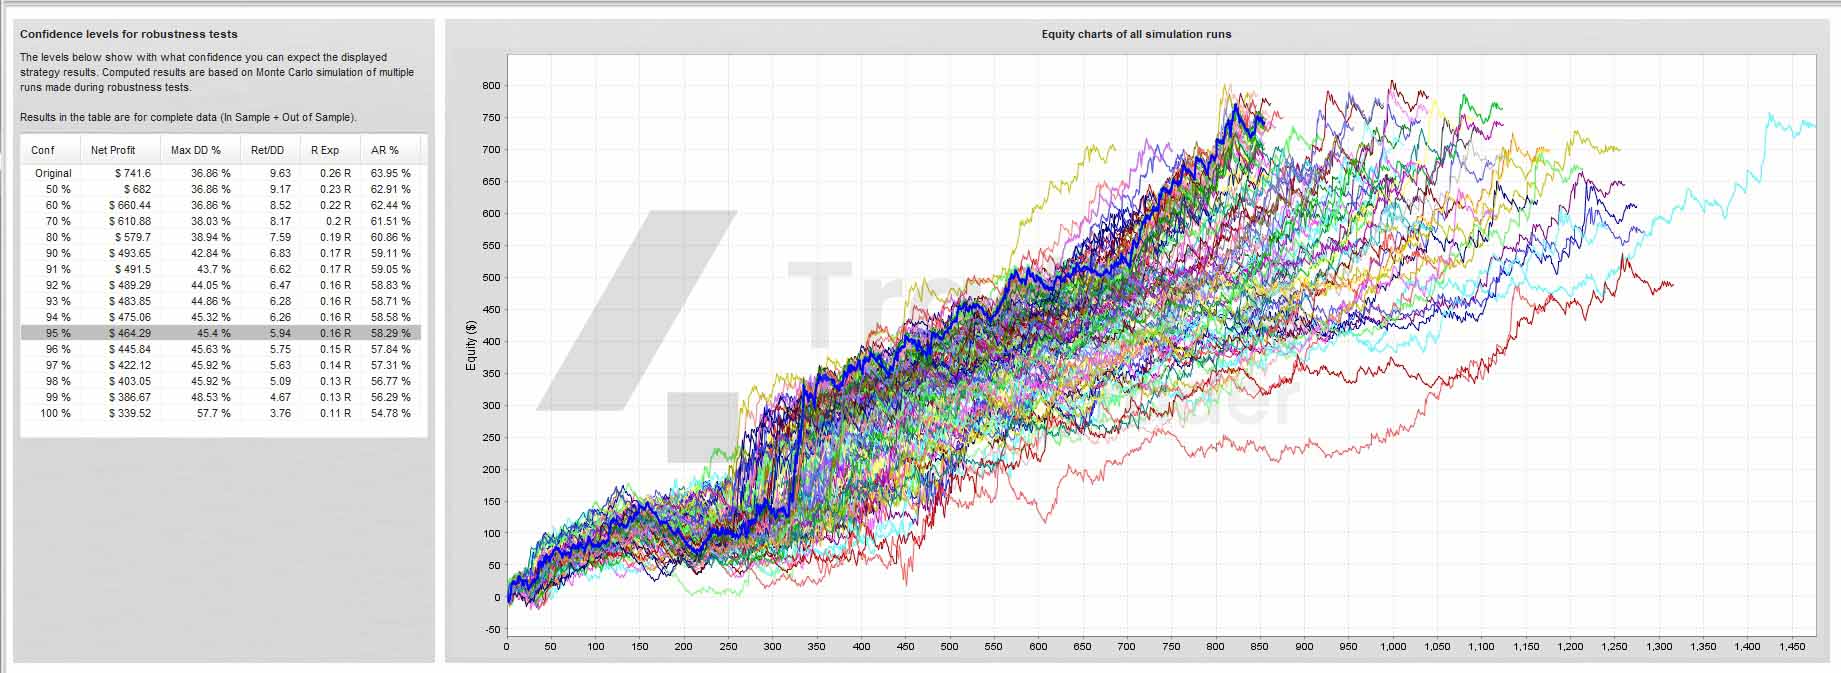 Confidence levels for robustness tests
The levels below show with what confidence you can expect the displayed
strategy results. Computed results are based on Monte Carlo simulation of multiple
runs made during robustness tests.
Results in the table are for complete data (In Sample + Out of Sample).
Conf Net Profit Max DD % Ret/DD R Exp AR %
Original $ 741.6 36.86 % 9.63 0.26 R 63.95 %
50 % $ 682 36.86 % 9.17 0.23 R 62.91 %
60 % $ 660.44 36.86 % 8.52 0.22 R 62.44 %
70 % $ 610.88 38.03 % 8.17 0.2 R 61.51 %
80 % $ 579.7 38.94 % 7.59 0.19 R 60.86 %
90 % $ 493.65 42.84 % 6.83 0.17 R 59.11 %
91 % $ 491.5 43.7 % 6.62 0.17 R 59.05 %
92 % $ 489.29 44.05 % 6.47 0.16 R 58.83 %
93 % $ 483.85 44.86 % 6.28 0.16 R 58.71 %
94 % $ 475.06 45.32 % 6.26 0.16 R 58.58 %
95 % $ 464.29 45.4 % 5.94 0.16 R 58.29 %
96 % $ 445.84 45.63 % 5.75 0.15 R 57.84 %
97 % $ 422.12 45.92 % 5.63 0.14 R 57.31 %
98 % $ 403.05 45.92 % 5.09 0.13 R 56.77 %
99 % $ 386.67 48.53 % 4.67 0.13 R 56.29 %
100 % $ 339.52 57.7 % 3.76 0.11 R 54.78 %
Equity charts of all simulation runs
Equity ($)
800
750
700
650
600
550
500
450
400
350
300
250
200
150
100
50
0
-50
0 50 100 150 200 250 300 350 400 450 500 550 600 650 700 750 800 850 900 950 1,000 1,050 1,100 1,150 1,200 1,250 1,300 1,350 1,400 1,450